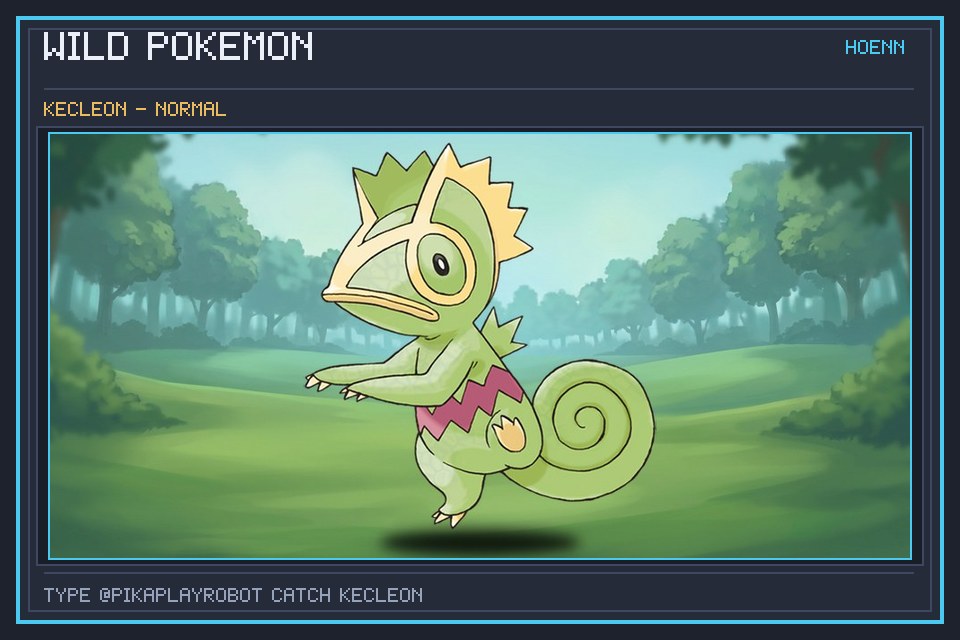 WILD POKEMON
HOENN
KECLEON - NORMAL
TYPE @PIKAPLAYROBOT CATCH KECLEON